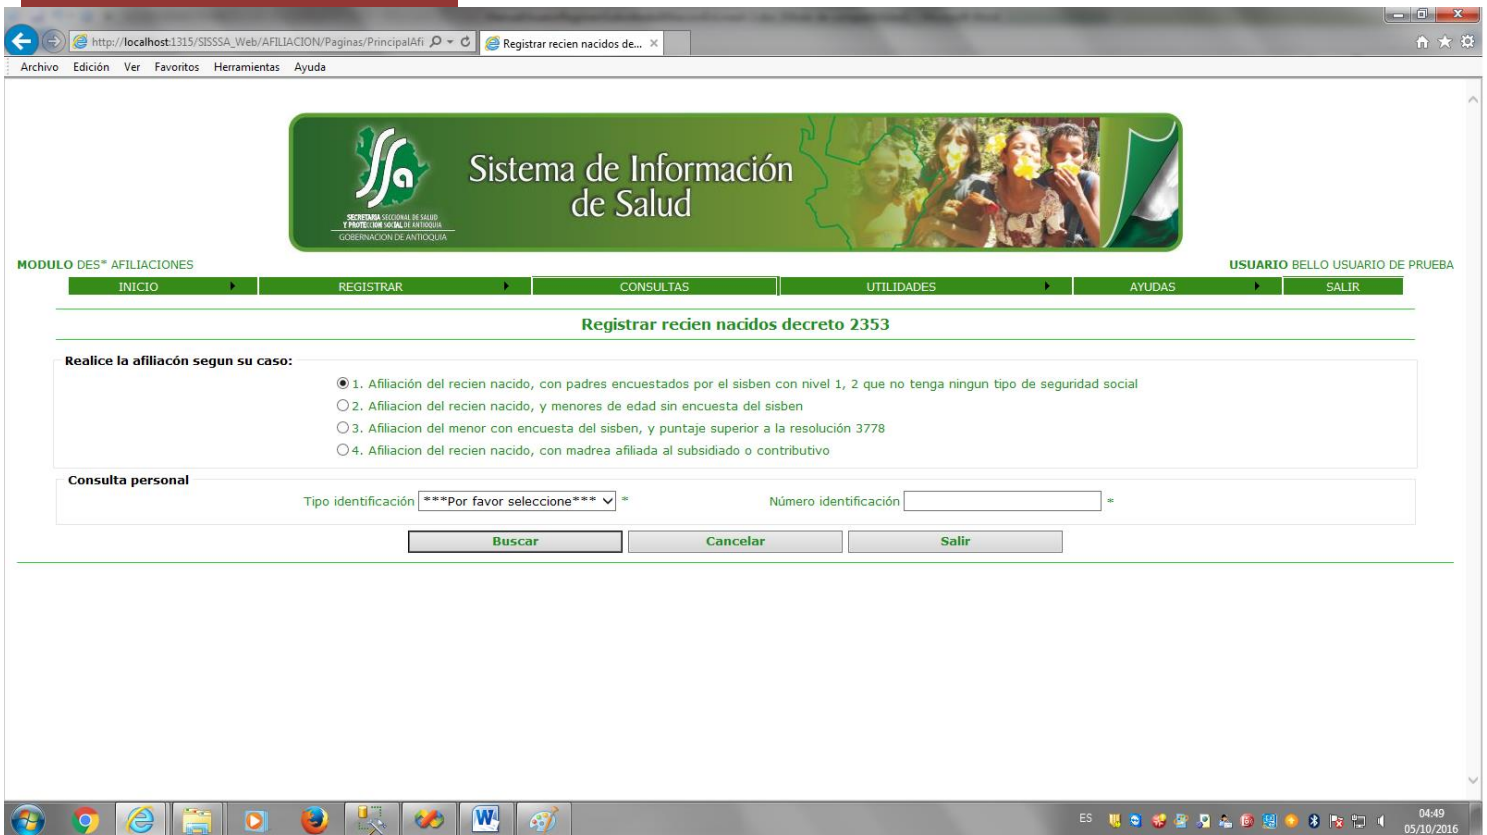 http://localhost:1315/SISSSA_Web/AFILIACION/Paginas/PrincipalAfi
Registrar recien nacidos de...
Archivo Edición Ver Favoritos Herramientas Ayuda
SECRETARIA SECCIONAL DE SALUD
Y PROTECCION SOCIAL DE ANTIOQUIA
GOBERNACION DE ANTIOQUIA
Sistema de Información
de Salud
MODULO DES* AFILIACIONES
USUARIO BELLO USUARIO DE PRUEBA
INICIO REGISTRAR CONSULTAS UTILIDADES AYUDAS SALIR
Registrar recien nacidos decreto 2353
Realice la afiliacón segun su caso:
1. Afiliación del recien nacido, con padres encuestados por el sisben con nivel 1, 2 que no tenga ningun tipo de seguridad social
2. Afiliacion del recien nacido, y menores de edad sin encuesta del sisben
3. Afiliacion del menor con encuesta del sisben, y puntaje superior a la resolución 3778
4. Afiliacion del recien nacido, con madrea afiliada al subsidiado o contributivo
Consulta personal
Tipo identificación ***Por favor seleccione*** * Número identificación *
Buscar Cancelar Salir
ES
04:49
05/10/2016